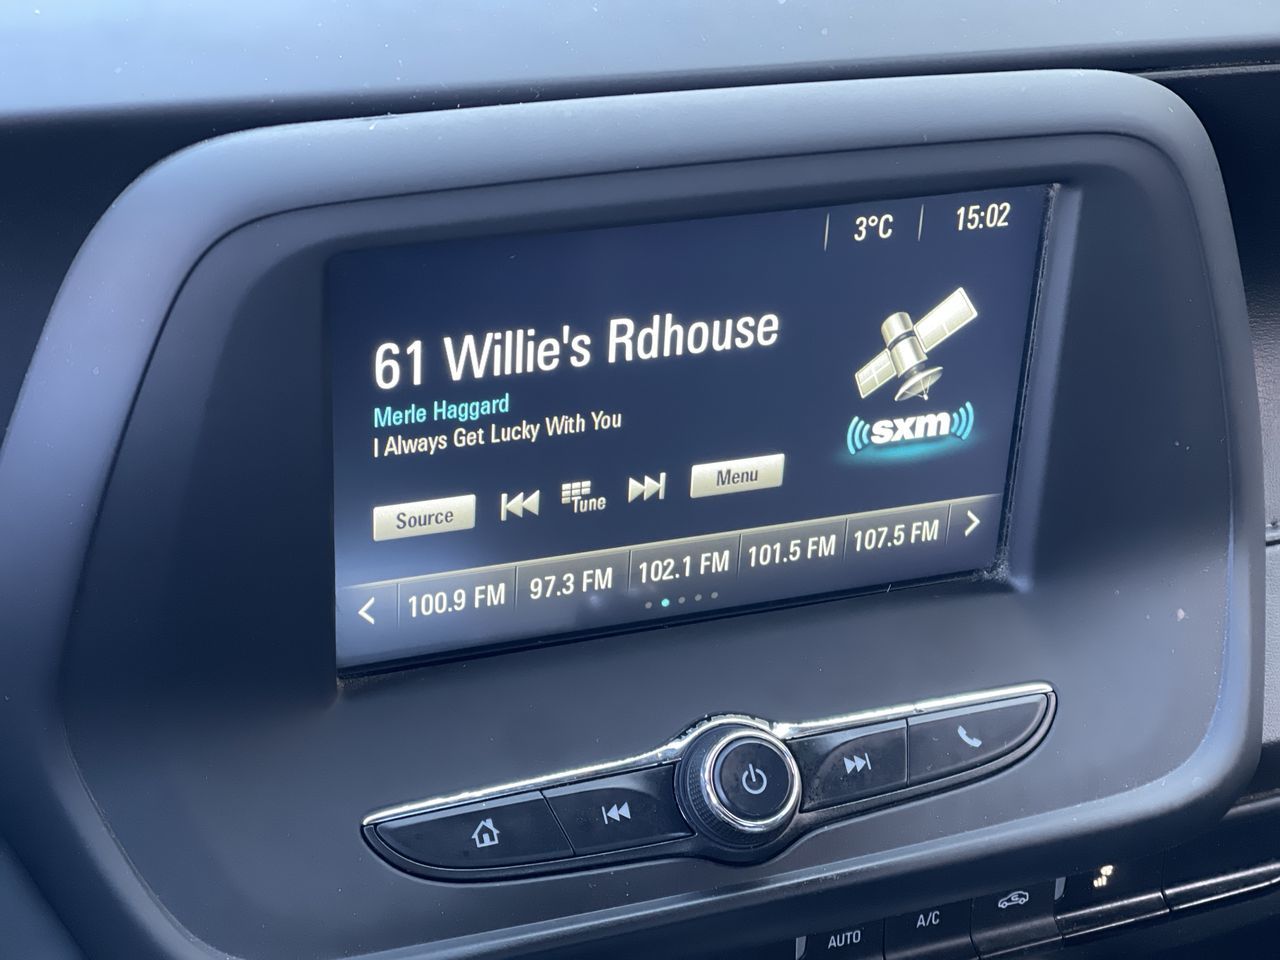 3°C 15:02
61 Willie's Rdhouse
Merle Haggard
I Always Get Lucky With You
((sxm))
Source Tune Menu
100.9 FM 97.3 FM 102.1 FM 101.5 FM 107.5 FM
AUTO A/C